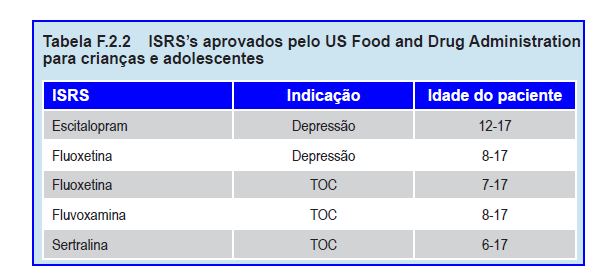 Tabela F.2.2 ISRS's aprovados pelo US Food and Drug Administration
para crianças e adolescentes
ISRS Indicação Idade do paciente
Escitalopram Depressão 12-17
Fluoxetina Depressão 8-17
Fluoxetina TOC 7-17
Fluvoxamina TOC 8-17
Sertralina TOC 6-17